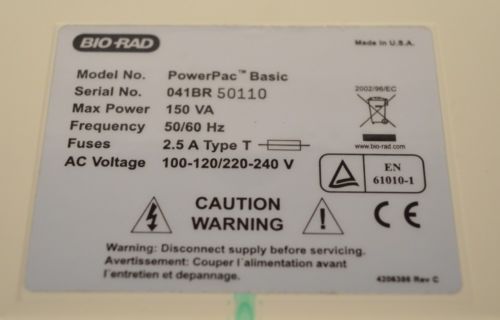 BIO-RAD
Made in U.S.A.
Model No. PowerPac™ Basic
Serial No. 041BR 50110
Max Power 150 VA
Frequency 50/60 Hz
Fuses 2.5 A Type T
AC Voltage 100-120/220-240 V
2002/96/EC
www.bio-rad.com
EN
61010-1
CAUTION
WARNING
CE
Warning: Disconnect supply before servicing.
Avertissement: Couper l'alimentation avant
l'entretien et depannage.
4206386 Rev C